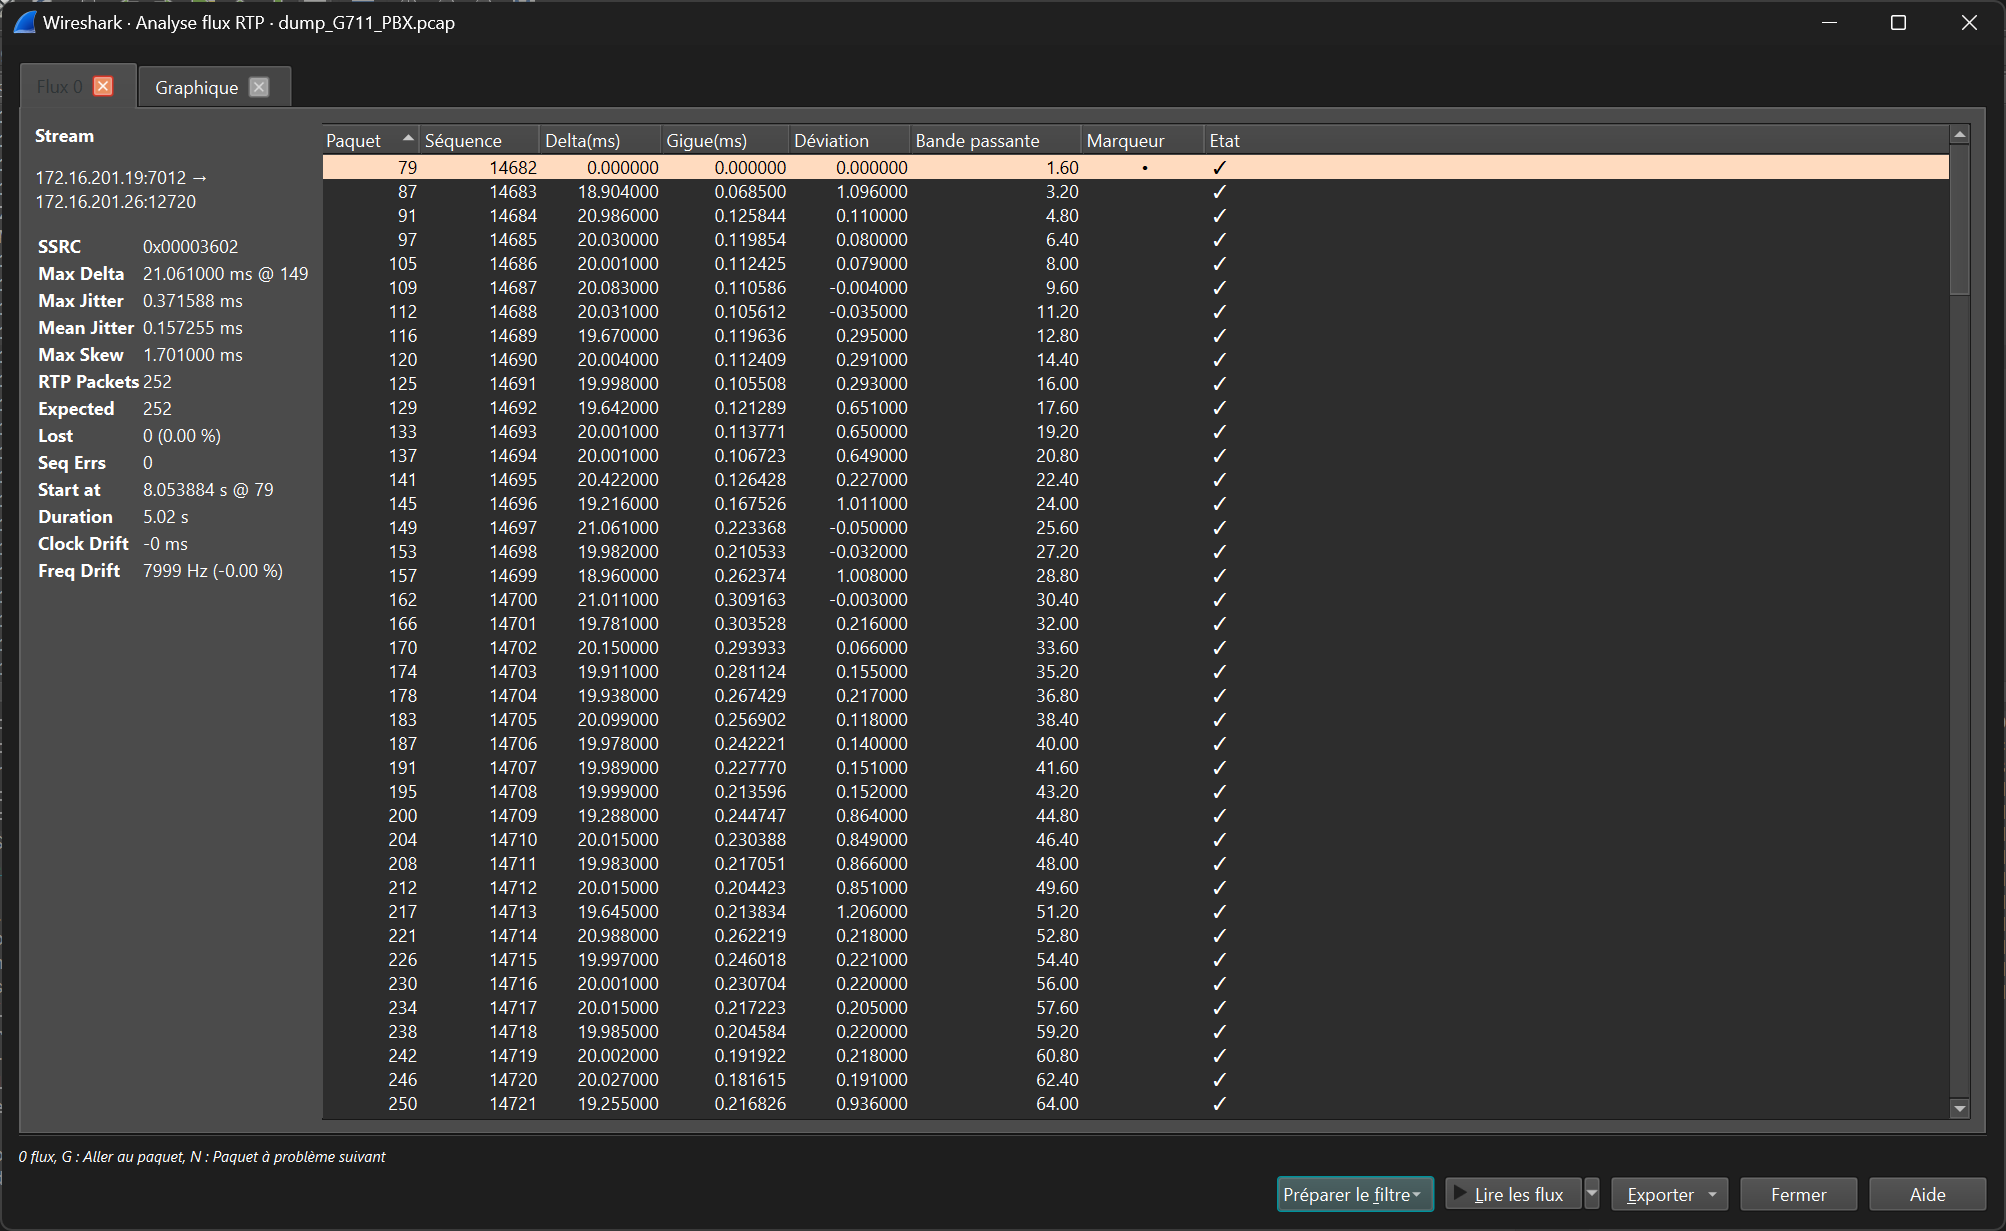 Wireshark · Analyse flux RTP · dump_G711_PBX.pcap
Flux 0 Graphique
Stream
172.16.201.19:7012 →
172.16.201.26:12720
SSRC 0x00003602
Max Delta 21.061000 ms @ 149
Max Jitter 0.371588 ms
Mean Jitter 0.157255 ms
Max Skew 1.701000 ms
RTP Packets 252
Expected 252
Lost 0 (0.00 %)
Seq Errs 0
Start at 8.053884 s @ 79
Duration 5.02 s
Clock Drift -0 ms
Freq Drift 7999 Hz (-0.00 %)
Paquet Séquence Delta(ms) Gigue(ms) Déviation Bande passante Marqueur Etat
79 14682 0.000000 0.000000 0.000000 1.60 • ✓
87 14683 18.904000 0.068500 1.096000 3.20 ✓
91 14684 20.986000 0.125844 0.110000 4.80 ✓
97 14685 20.030000 0.119854 0.080000 6.40 ✓
105 14686 20.001000 0.112425 0.079000 8.00 ✓
109 14687 20.083000 0.110586 -0.004000 9.60 ✓
112 14688 20.031000 0.105612 -0.035000 11.20 ✓
116 14689 19.670000 0.119636 0.295000 12.80 ✓
120 14690 20.004000 0.112409 0.291000 14.40 ✓
125 14691 19.998000 0.105508 0.293000 16.00 ✓
129 14692 19.642000 0.121289 0.651000 17.60 ✓
133 14693 20.001000 0.113771 0.650000 19.20 ✓
137 14694 20.001000 0.106723 0.649000 20.80 ✓
141 14695 20.422000 0.126428 0.227000 22.40 ✓
145 14696 19.216000 0.167526 1.011000 24.00 ✓
149 14697 21.061000 0.223368 -0.050000 25.60 ✓
153 14698 19.982000 0.210533 -0.032000 27.20 ✓
157 14699 18.960000 0.262374 1.008000 28.80 ✓
162 14700 21.011000 0.309163 -0.003000 30.40 ✓
166 14701 19.781000 0.303528 0.216000 32.00 ✓
170 14702 20.150000 0.293933 0.066000 33.60 ✓
174 14703 19.911000 0.281124 0.155000 35.20 ✓
178 14704 19.938000 0.267429 0.217000 36.80 ✓
183 14705 20.099000 0.256902 0.118000 38.40 ✓
187 14706 19.978000 0.242221 0.140000 40.00 ✓
191 14707 19.989000 0.227770 0.151000 41.60 ✓
195 14708 19.999000 0.213596 0.152000 43.20 ✓
200 14709 19.288000 0.244747 0.864000 44.80 ✓
204 14710 20.015000 0.230388 0.849000 46.40 ✓
208 14711 19.983000 0.217051 0.866000 48.00 ✓
212 14712 20.015000 0.204423 0.851000 49.60 ✓
217 14713 19.645000 0.213834 1.206000 51.20 ✓
221 14714 20.988000 0.262219 0.218000 52.80 ✓
226 14715 19.997000 0.246018 0.221000 54.40 ✓
230 14716 20.001000 0.230704 0.220000 56.00 ✓
234 14717 20.015000 0.217223 0.205000 57.60 ✓
238 14718 19.985000 0.204584 0.220000 59.20 ✓
242 14719 20.002000 0.191922 0.218000 60.80 ✓
246 14720 20.027000 0.181615 0.191000 62.40 ✓
250 14721 19.255000 0.216826 0.936000 64.00 ✓
0 flux, G : Aller au paquet, N : Paquet à problème suivant
Préparer le filtre Lire les flux Exporter Fermer Aide